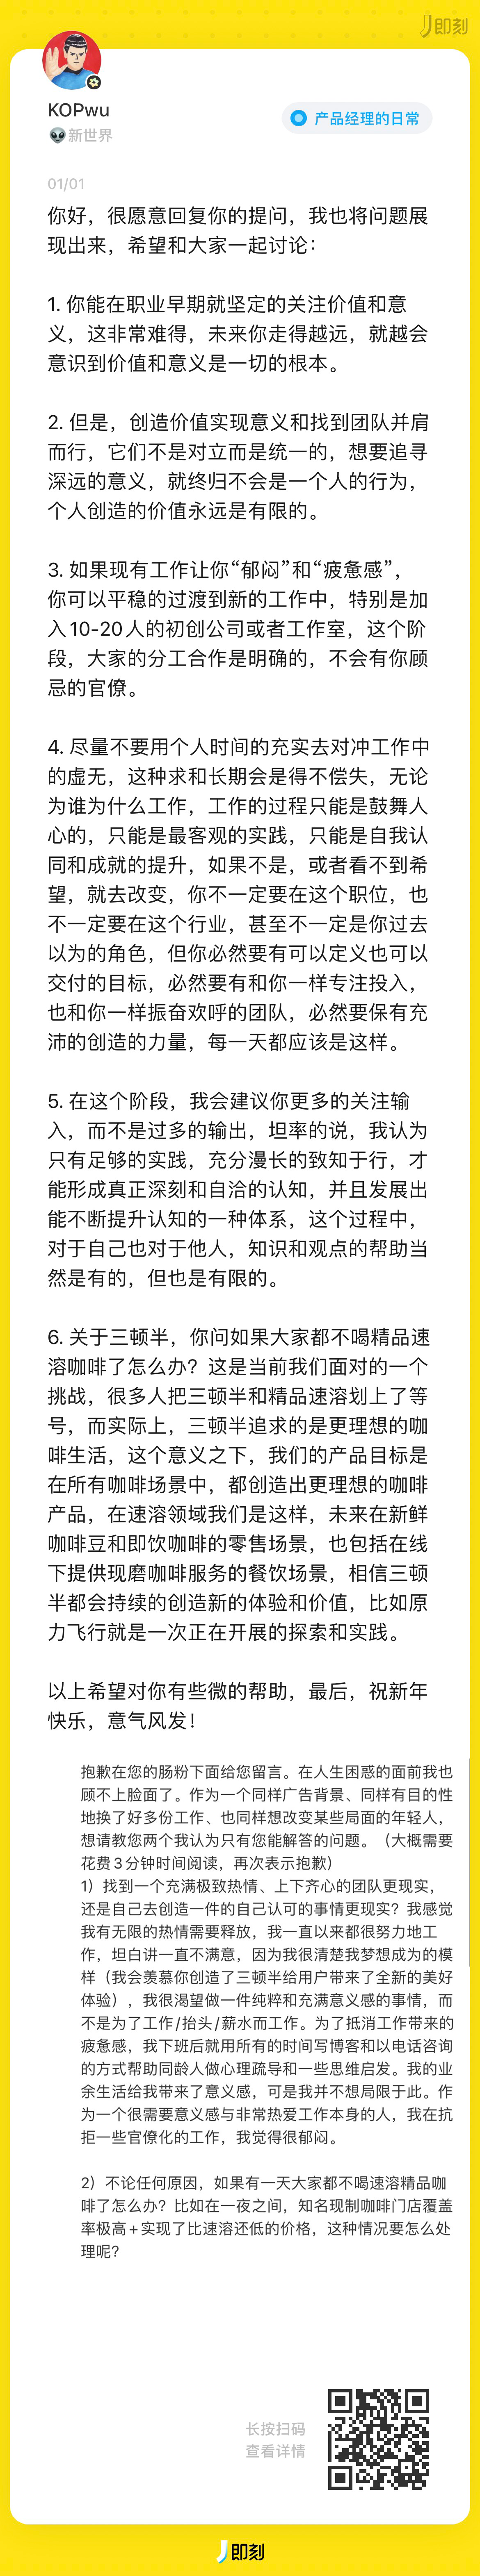 即刻
KOPwu
👽新世界
产品经理的日常
01/01
你好，很愿意回复你的提问，我也将问题展
现出来，希望和大家一起讨论：
1. 你能在职业早期就坚定的关注价值和意
义，这非常难得，未来你走得越远，就越会
意识到价值和意义是一切的根本。
2. 但是，创造价值实现意义和找到团队并肩
而行，它们不是对立而是统一的，想要追寻
深远的意义，就终归不会是一个人的行为，
个人创造的价值永远是有限的。
3. 如果现有工作让你“郁闷”和“疲惫感”，
你可以平稳的过渡到新的工作中，特别是加
入10-20人的初创公司或者工作室，这个阶
段，大家的分工合作是明确的，不会有你顾
忌的官僚。
4. 尽量不要用个人时间的充实去对冲工作中
的虚无，这种求和长期会是得不偿失，无论
为谁为什么工作，工作的过程只能是鼓舞人
心的，只能是最客观的实践，只能是自我认
同和成就的提升，如果不是，或者看不到希
望，就去改变，你不一定要在这个职位，也
不一定要在这个行业，甚至不一定是你过去
以为的角色，但你必然要有可以定义也可以
交付的目标，必然要有和你一样专注投入，
也和你一样振奋欢呼的团队，必然要保有充
沛的创造的力量，每一天都应该是这样。
5. 在这个阶段，我会建议你更多的关注输
入，而不是过多的输出，坦率的说，我认为
只有足够的实践，充分漫长的致知于行，才
能形成真正深刻和自洽的认知，并且发展出
能不断提升认知的一种体系，这个过程中，
对于自己也对于他人，知识和观点的帮助当
然是有的，但也是有限的。
6. 关于三顿半，你问如果大家都不喝精品速
溶咖啡了怎么办？这是当前我们面对的一个
挑战，很多人把三顿半和精品速溶划上了等
号，而实际上，三顿半追求的是更理想的咖
啡生活，这个意义之下，我们的产品目标是
在所有咖啡场景中，都创造出更理想的咖啡
产品，在速溶领域我们是这样，未来在新鲜
咖啡豆和即饮咖啡的零售场景，也包括在线
下提供现磨咖啡服务的餐饮场景，相信三顿
半都会持续的创造新的体验和价值，比如原
力飞行就是一次正在开展的探索和实践。
以上希望对你有些微的帮助，最后，祝新年
快乐，意气风发！
抱歉在您的肠粉下面给您留言。在人生困惑的面前我也
顾不上脸面了。作为一个同样广告背景、同样有目的性
地换了好多份工作、也同样想改变某些局面的年轻人，
想请教您两个我认为只有您能解答的问题。（大概需要
花费3分钟时间阅读，再次表示抱歉）
1）找到一个充满极致热情、上下齐心的团队更现实，
还是自己去创造一件的自己认可的事情更现实？我感觉
我有无限的热情需要释放，我一直以来都很努力地工
作，坦白讲一直不满意，因为我很清楚我梦想成为的模
样（我会羡慕你创造了三顿半给用户带来了全新的美好
体验），我很渴望做一件纯粹和充满意义感的事情，而
不是为了工作/抬头/薪水而工作。为了抵消工作带来的
疲惫感，我下班后就用所有的时间写博客和以电话咨询
的方式帮助同龄人做心理疏导和一些思维启发。我的业
余生活给我带来了意义感，可是我并不想局限于此。作
为一个很需要意义感与非常热爱工作本身的人，我在抗
拒一些官僚化的工作，我觉得很郁闷。
2）不论任何原因，如果有一天大家都不喝速溶精品咖
啡了怎么办？比如在一夜之间，知名现制咖啡门店覆盖
率极高+实现了比速溶还低的价格，这种情况要怎么处
理呢？
长按扫码
查看详情
即刻